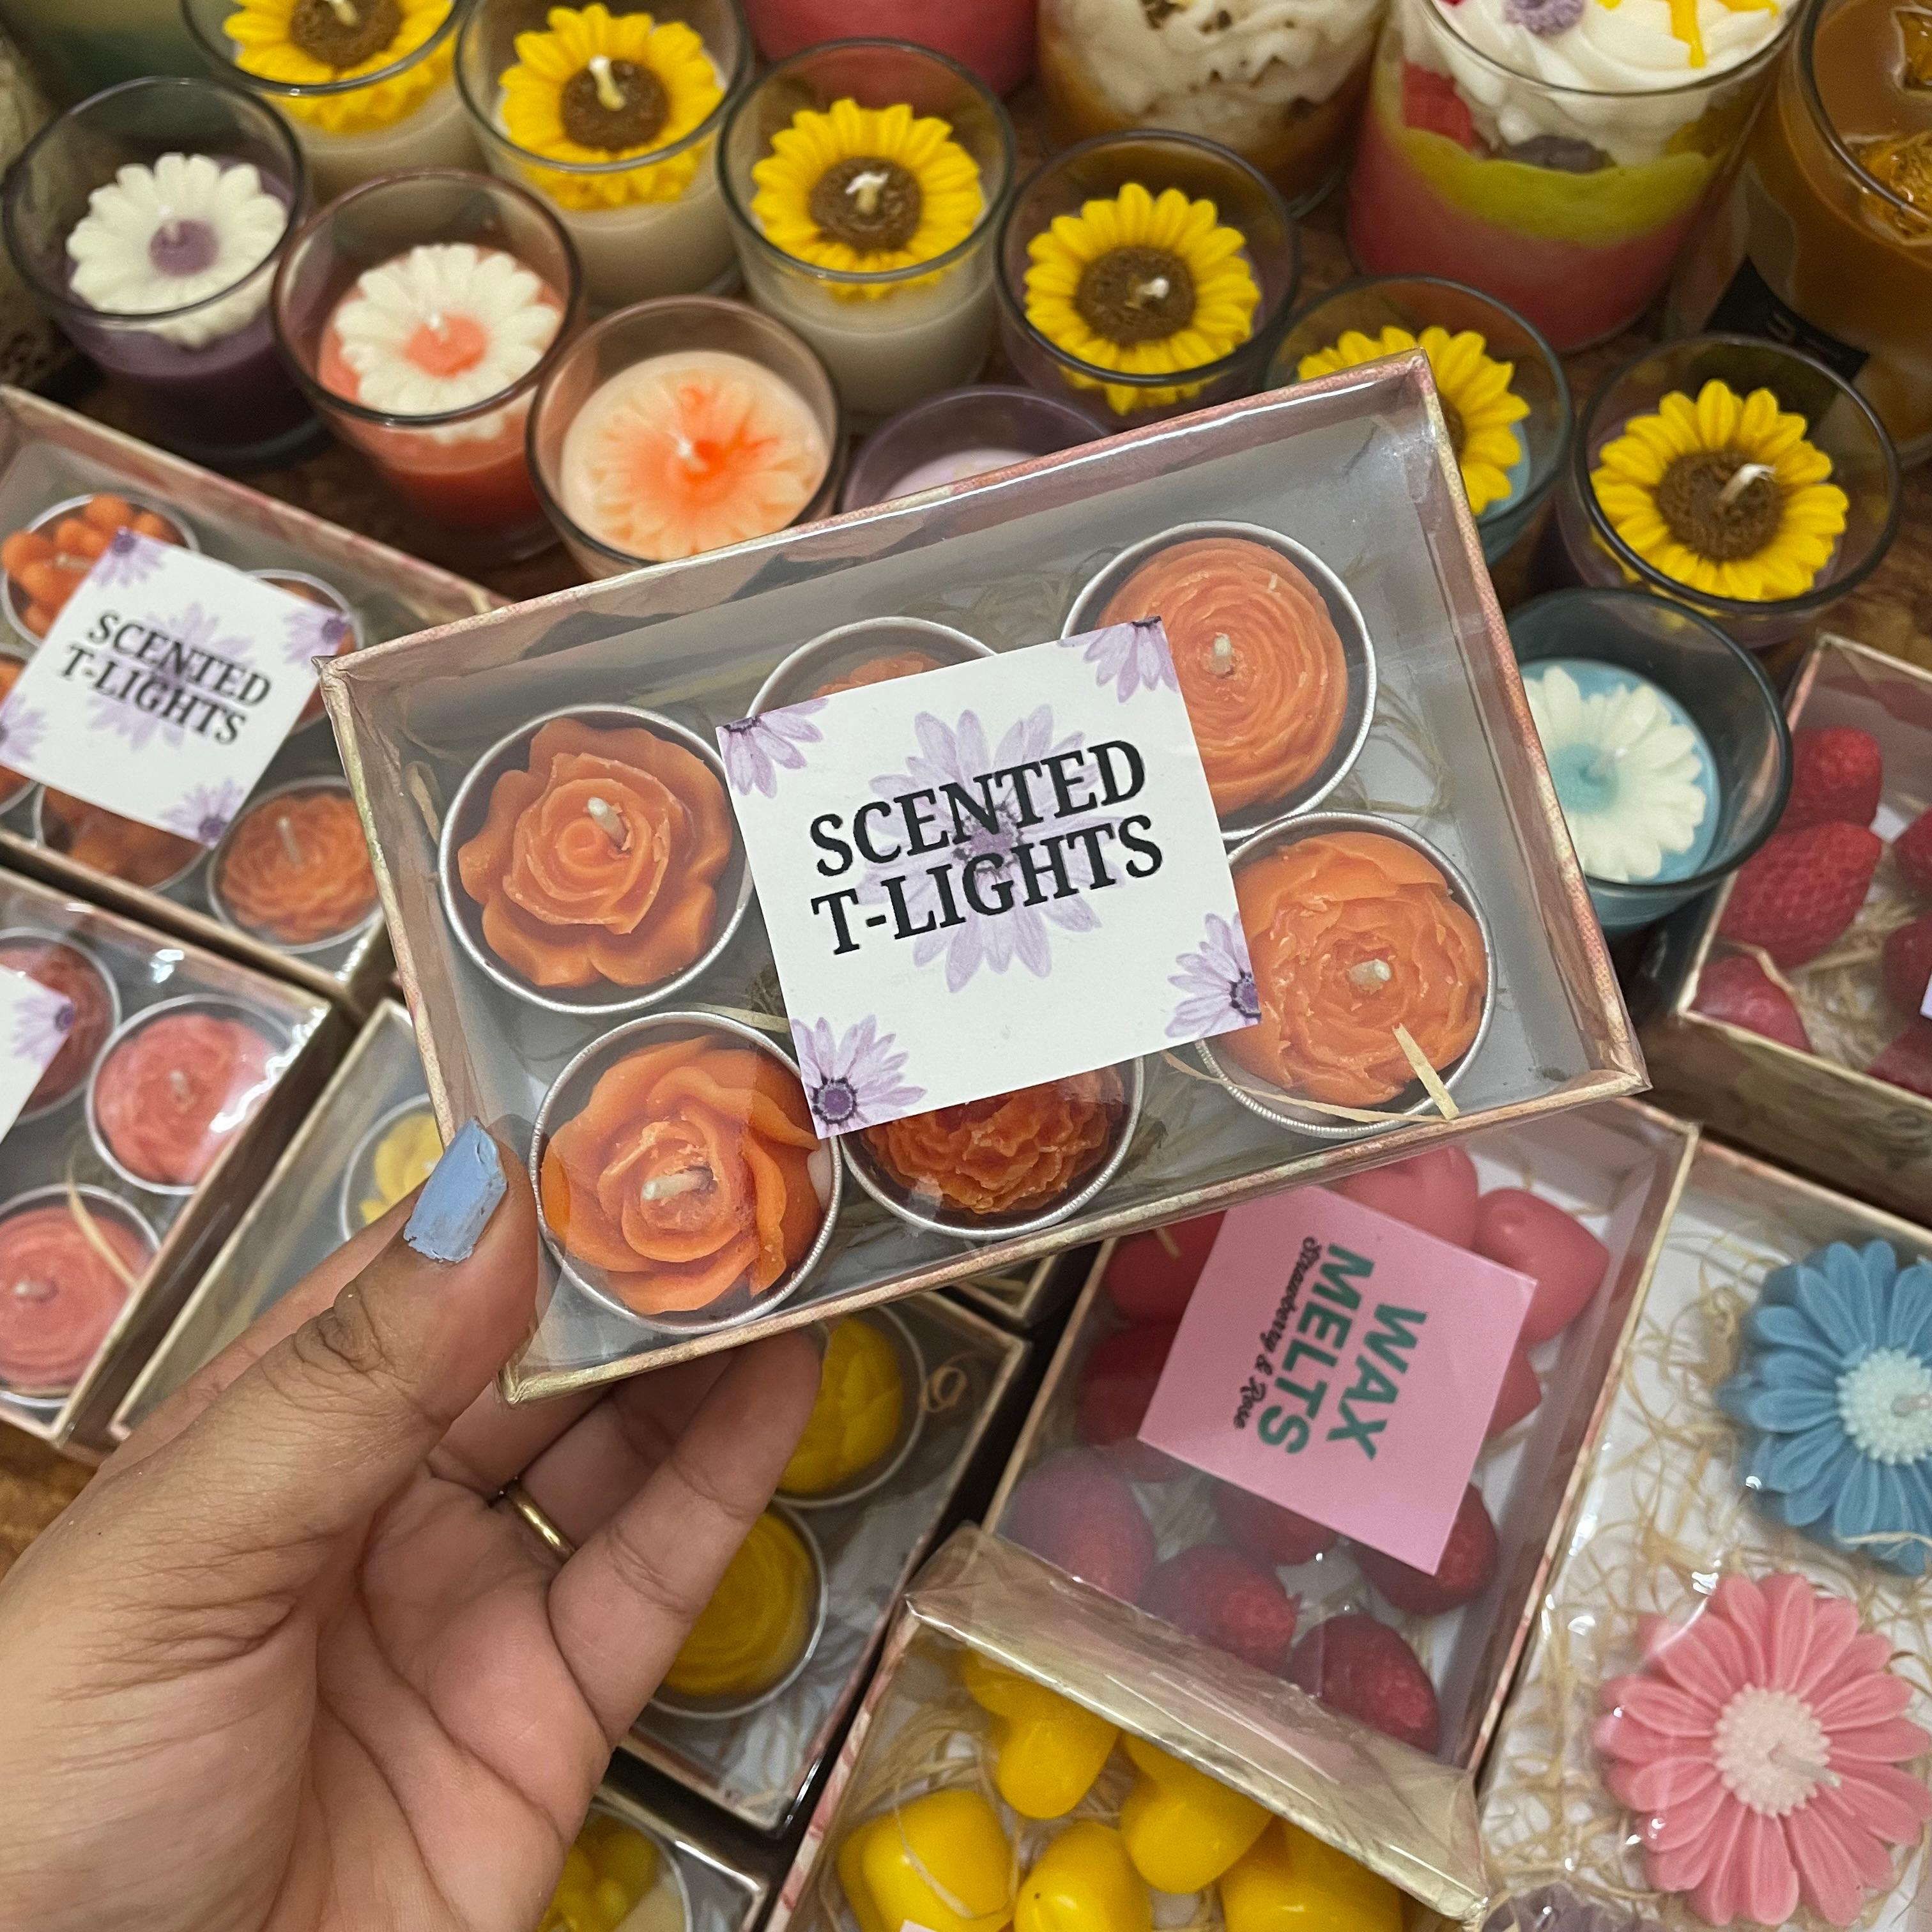 SCENTED
T-LIGHTS
SCENTED
T-LIGHTS
WAX
MELTS
Strawberry & Rose